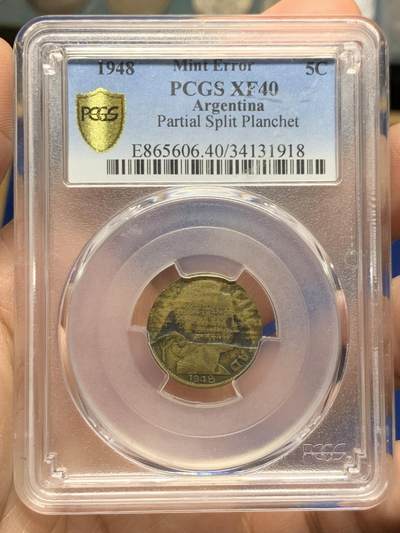 1948 Mint Error 5C
PCGS XF40
Argentina
Partial Split Planchet
E865606.40/34131918
PCGS
1948
PCGS